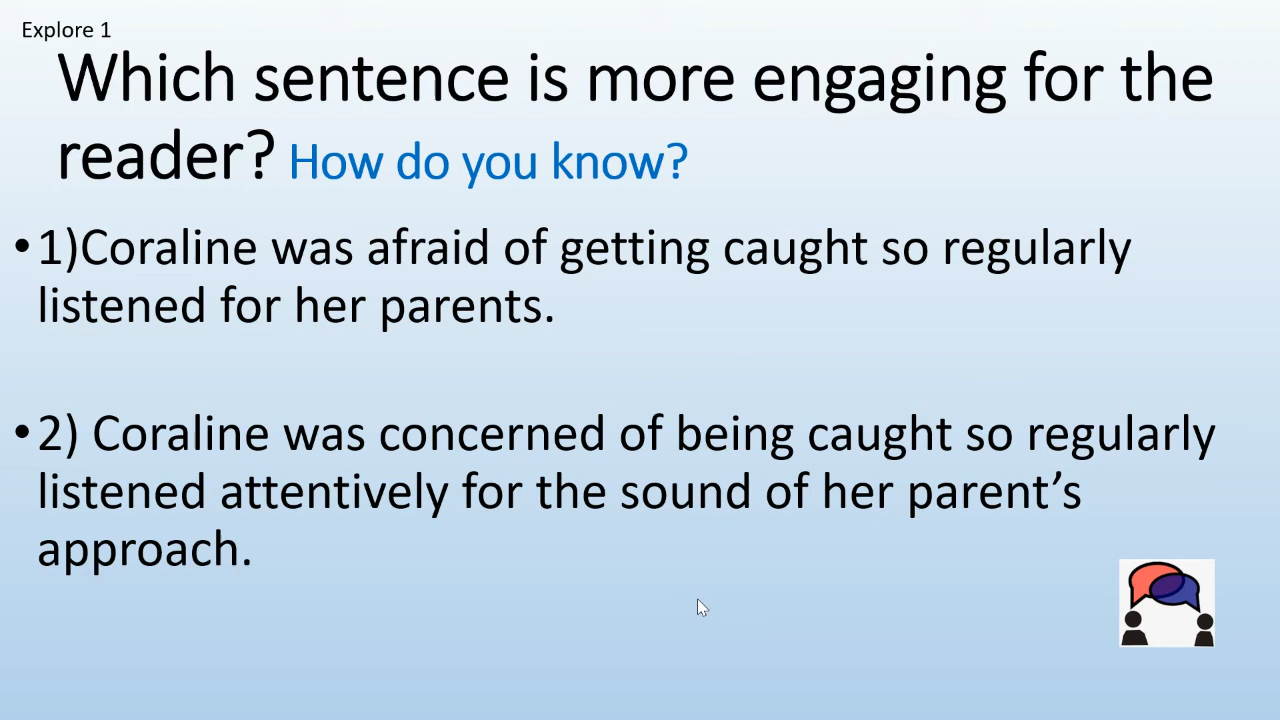 Explore 1
Which sentence is more engaging for the
reader? How do you know?
•1)Coraline was afraid of getting caught so regularly
listened for her parents.
•2) Coraline was concerned of being caught so regularly
listened attentively for the sound of her parent’s
approach.